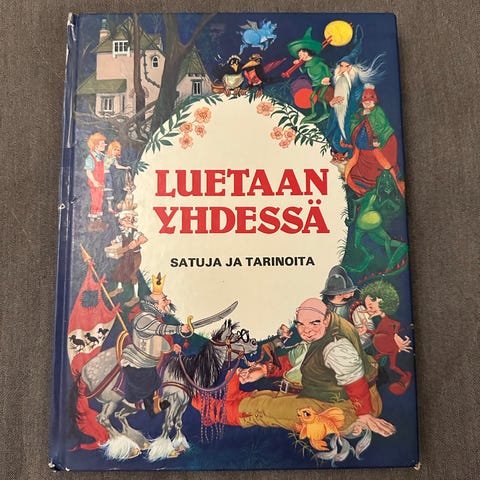 LUETAAN
YHDESSÄ
SATUJA JA TARINOITA